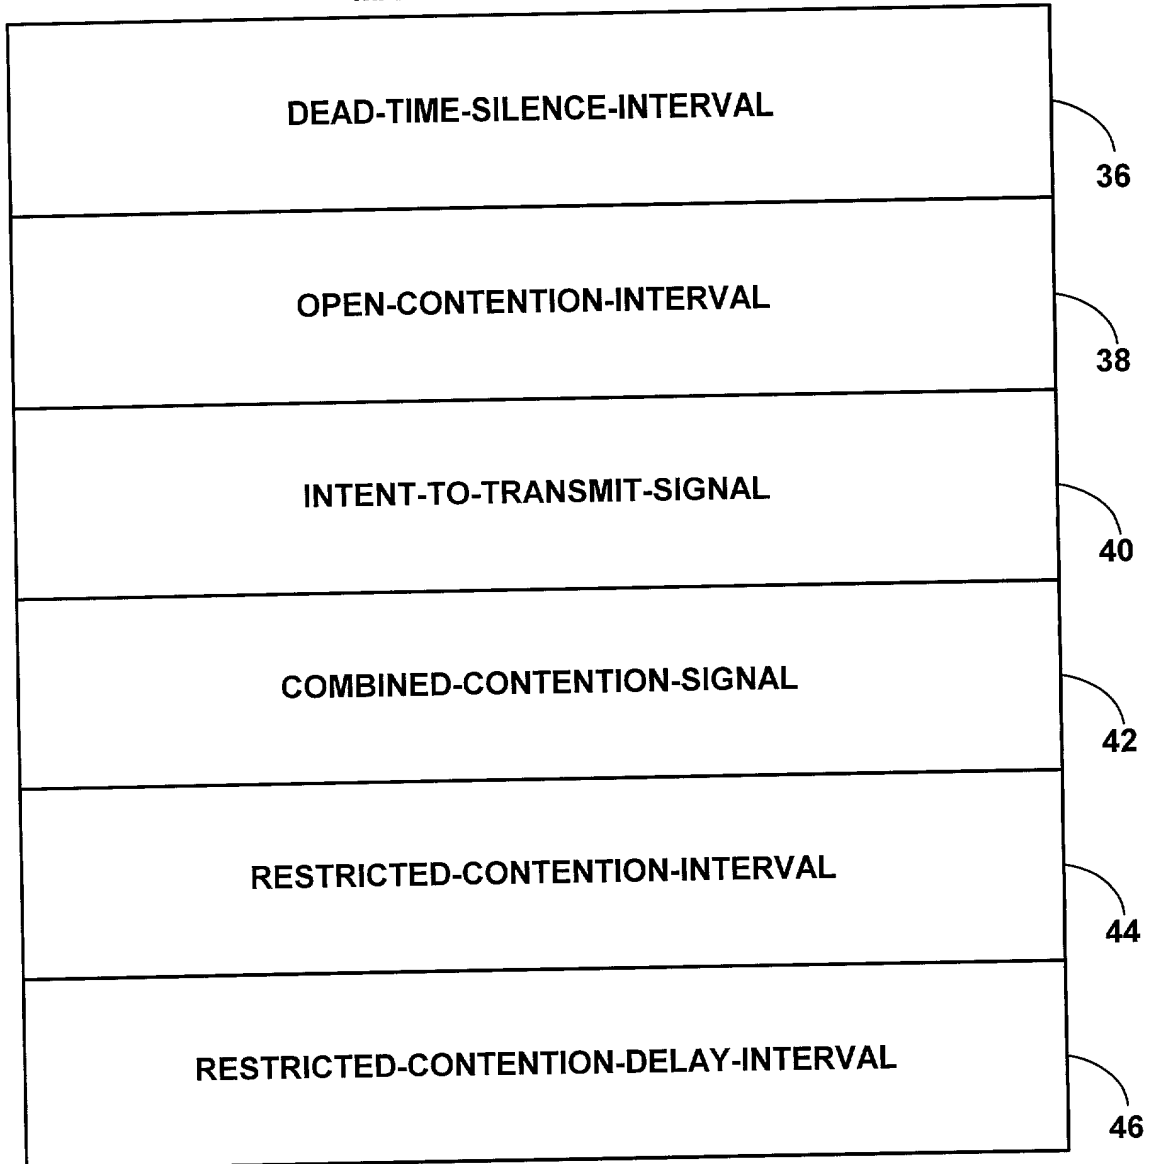 DEAD-TIME-SILENCE-INTERVAL
36
OPEN-CONTENTION-INTERVAL
38
INTENT-TO-TRANSMIT-SIGNAL
40
COMBINED-CONTENTION-SIGNAL
42
RESTRICTED-CONTENTION-INTERVAL
44
RESTRICTED-CONTENTION-DELAY-INTERVAL
46